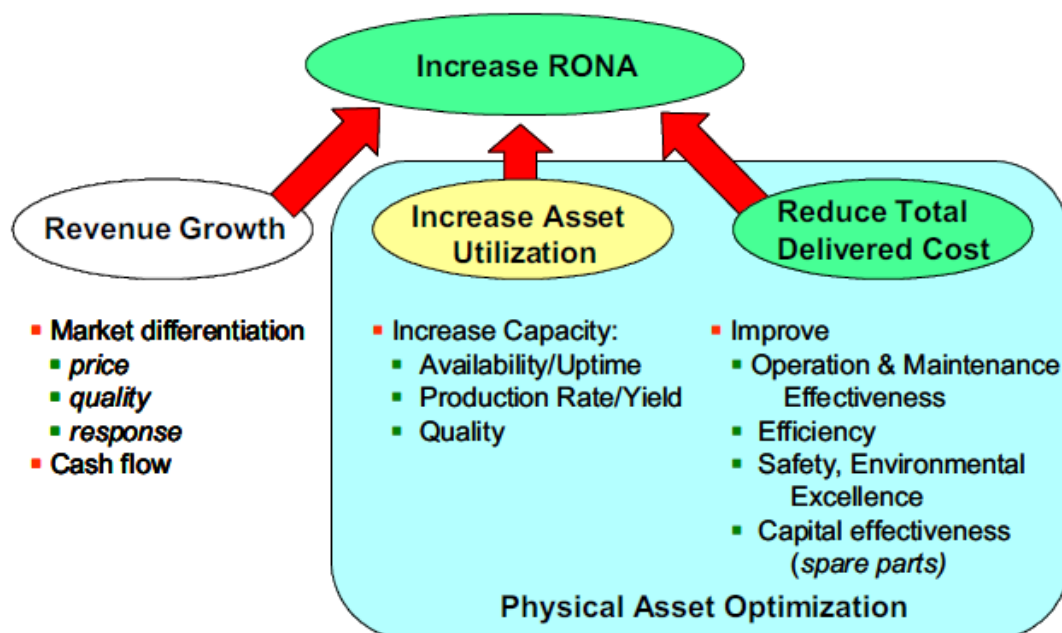 Increase RONA
Revenue Growth
Increase Asset
Utilization
Reduce Total
Delivered Cost
▪ Market differentiation
▪ price
▪ quality
▪ response
▪ Cash flow
▪ Increase Capacity:
▪ Availability/Uptime
▪ Production Rate/Yield
▪ Quality
▪ Improve
▪ Operation & Maintenance
Effectiveness
▪ Efficiency
▪ Safety, Environmental
Excellence
▪ Capital effectiveness
(spare parts)
Physical Asset Optimization